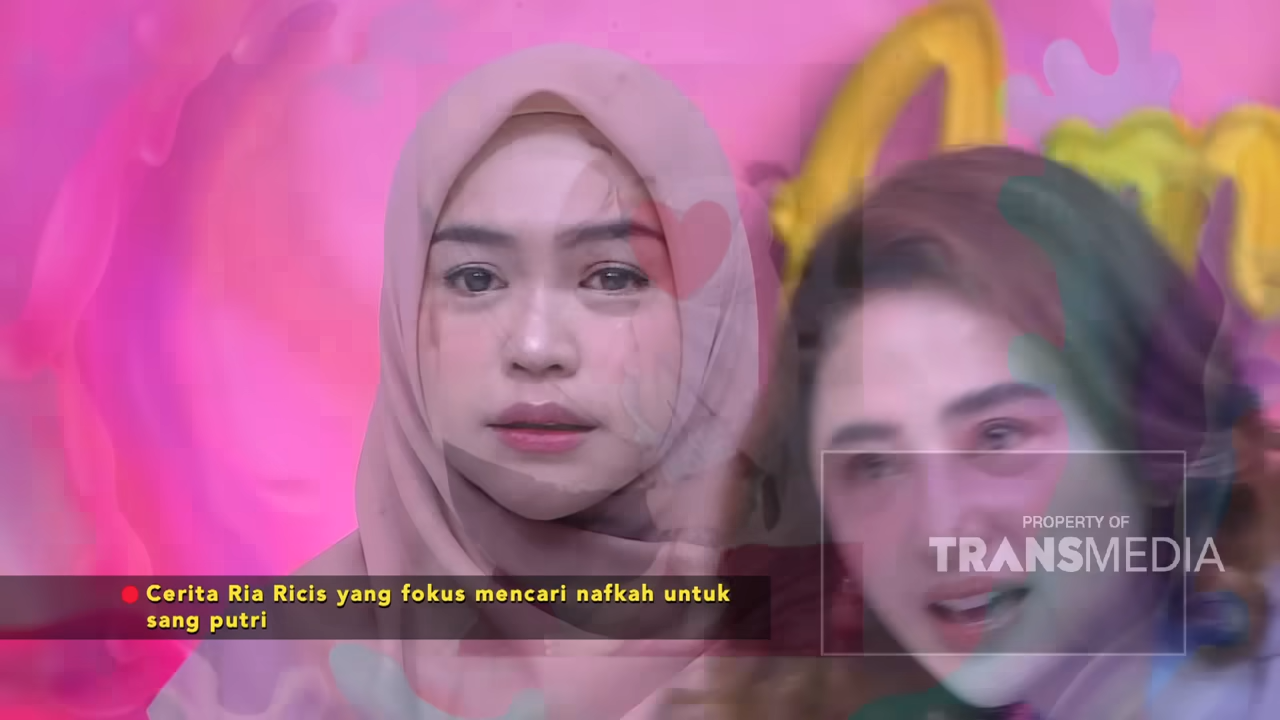 PROPERTY OF
TRANSMEDIA
Cerita Ria Ricis yang fokus mencari nafkah untuk
sang putri